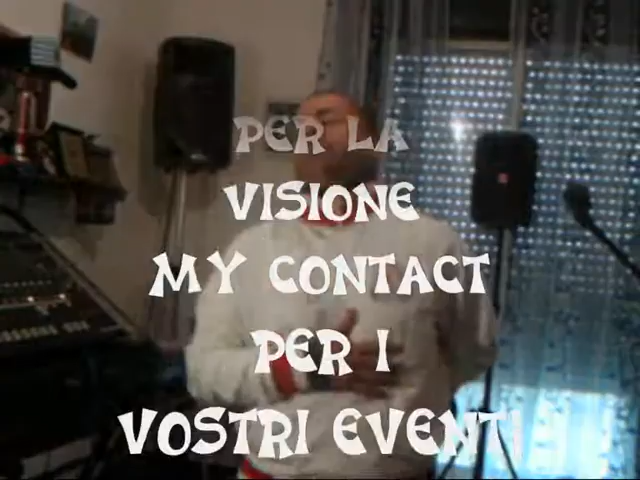 PER LA
VISIONE
MY CONTACT
PER I
VOSTRI EVENTI